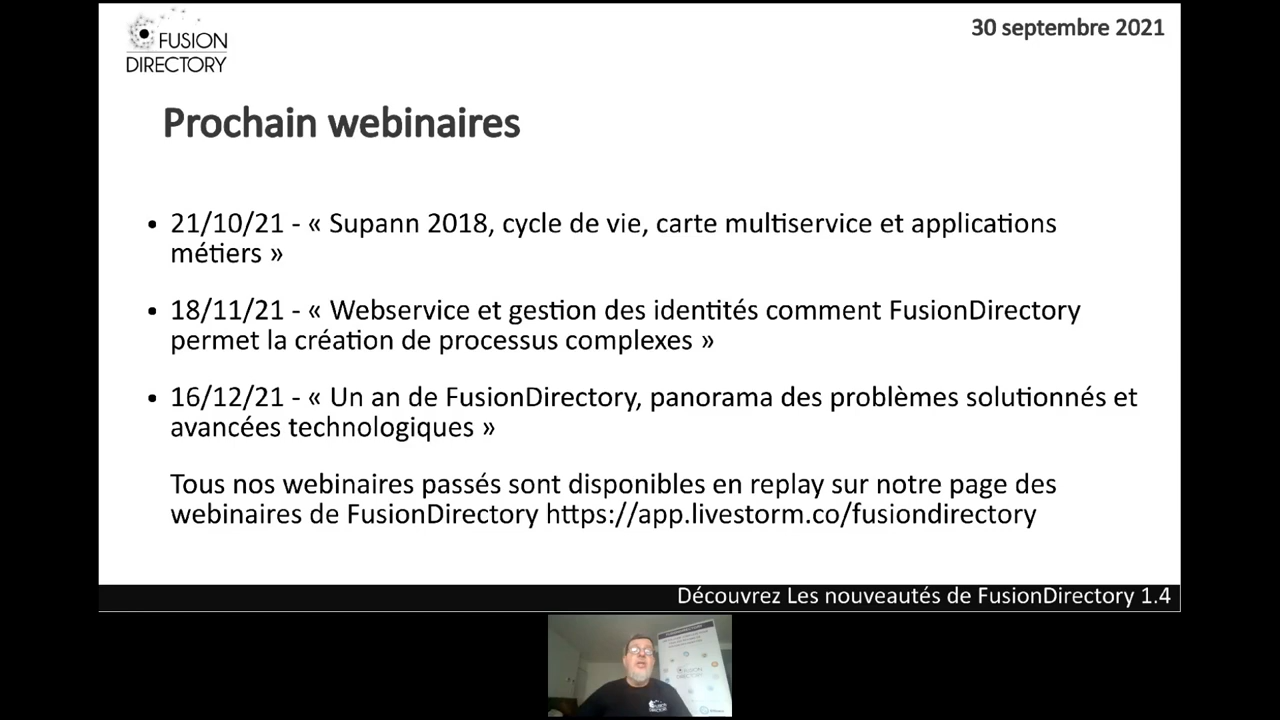 FUSION
DIRECTORY
30 septembre 2021
Prochain webinaires
• 21/10/21 - « Supann 2018, cycle de vie, carte multiservice et applications
métiers »
• 18/11/21 - « Webservice et gestion des identités comment FusionDirectory
permet la création de processus complexes »
• 16/12/21 - « Un an de FusionDirectory, panorama des problèmes solutionnés et
avancées technologiques »
Tous nos webinaires passés sont disponibles en replay sur notre page des
webinaires de FusionDirectory https://app.livestorm.co/fusiondirectory
Découvrez Les nouveautés de FusionDirectory 1.4
FUSION
DIRECTORY